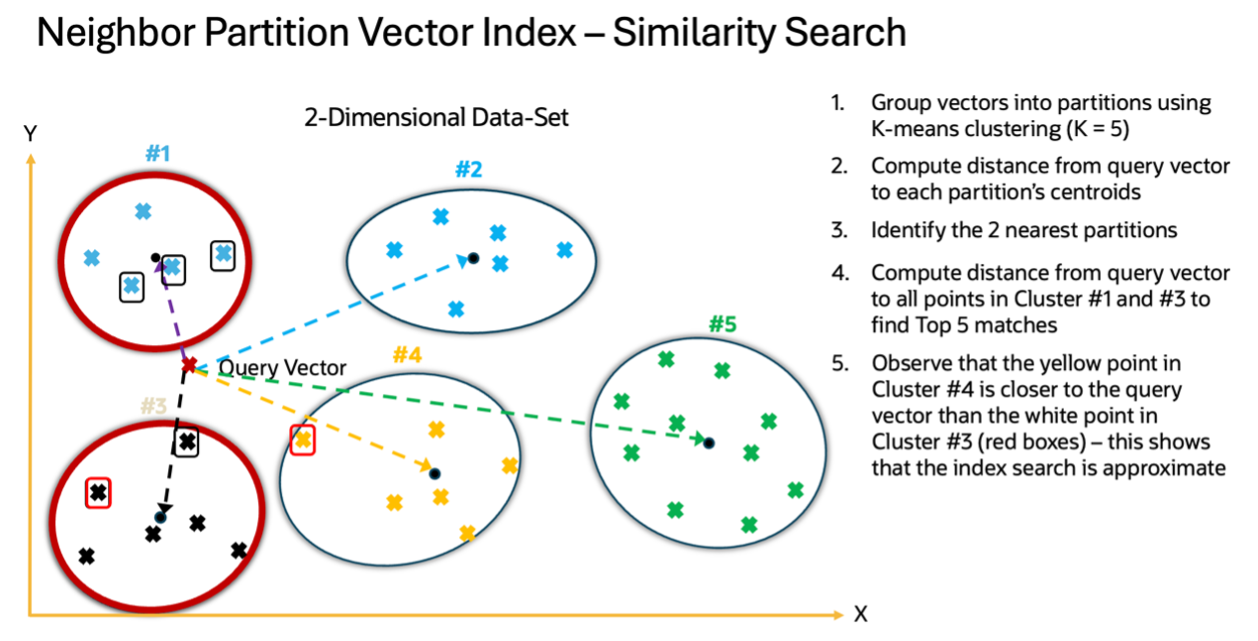 Neighbor Partition Vector Index – Similarity Search
2-Dimensional Data-Set
Y
#1
#2
#5
#4
Query Vector
#3
X
1. Group vectors into partitions using
K-means clustering (K = 5)
2. Compute distance from query vector
to each partition's centroids
3. Identify the 2 nearest partitions
4. Compute distance from query vector
to all points in Cluster #1 and #3 to
find Top 5 matches
5. Observe that the yellow point in
Cluster #4 is closer to the query
vector than the white point in
Cluster #3 (red boxes) – this shows
that the index search is approximate